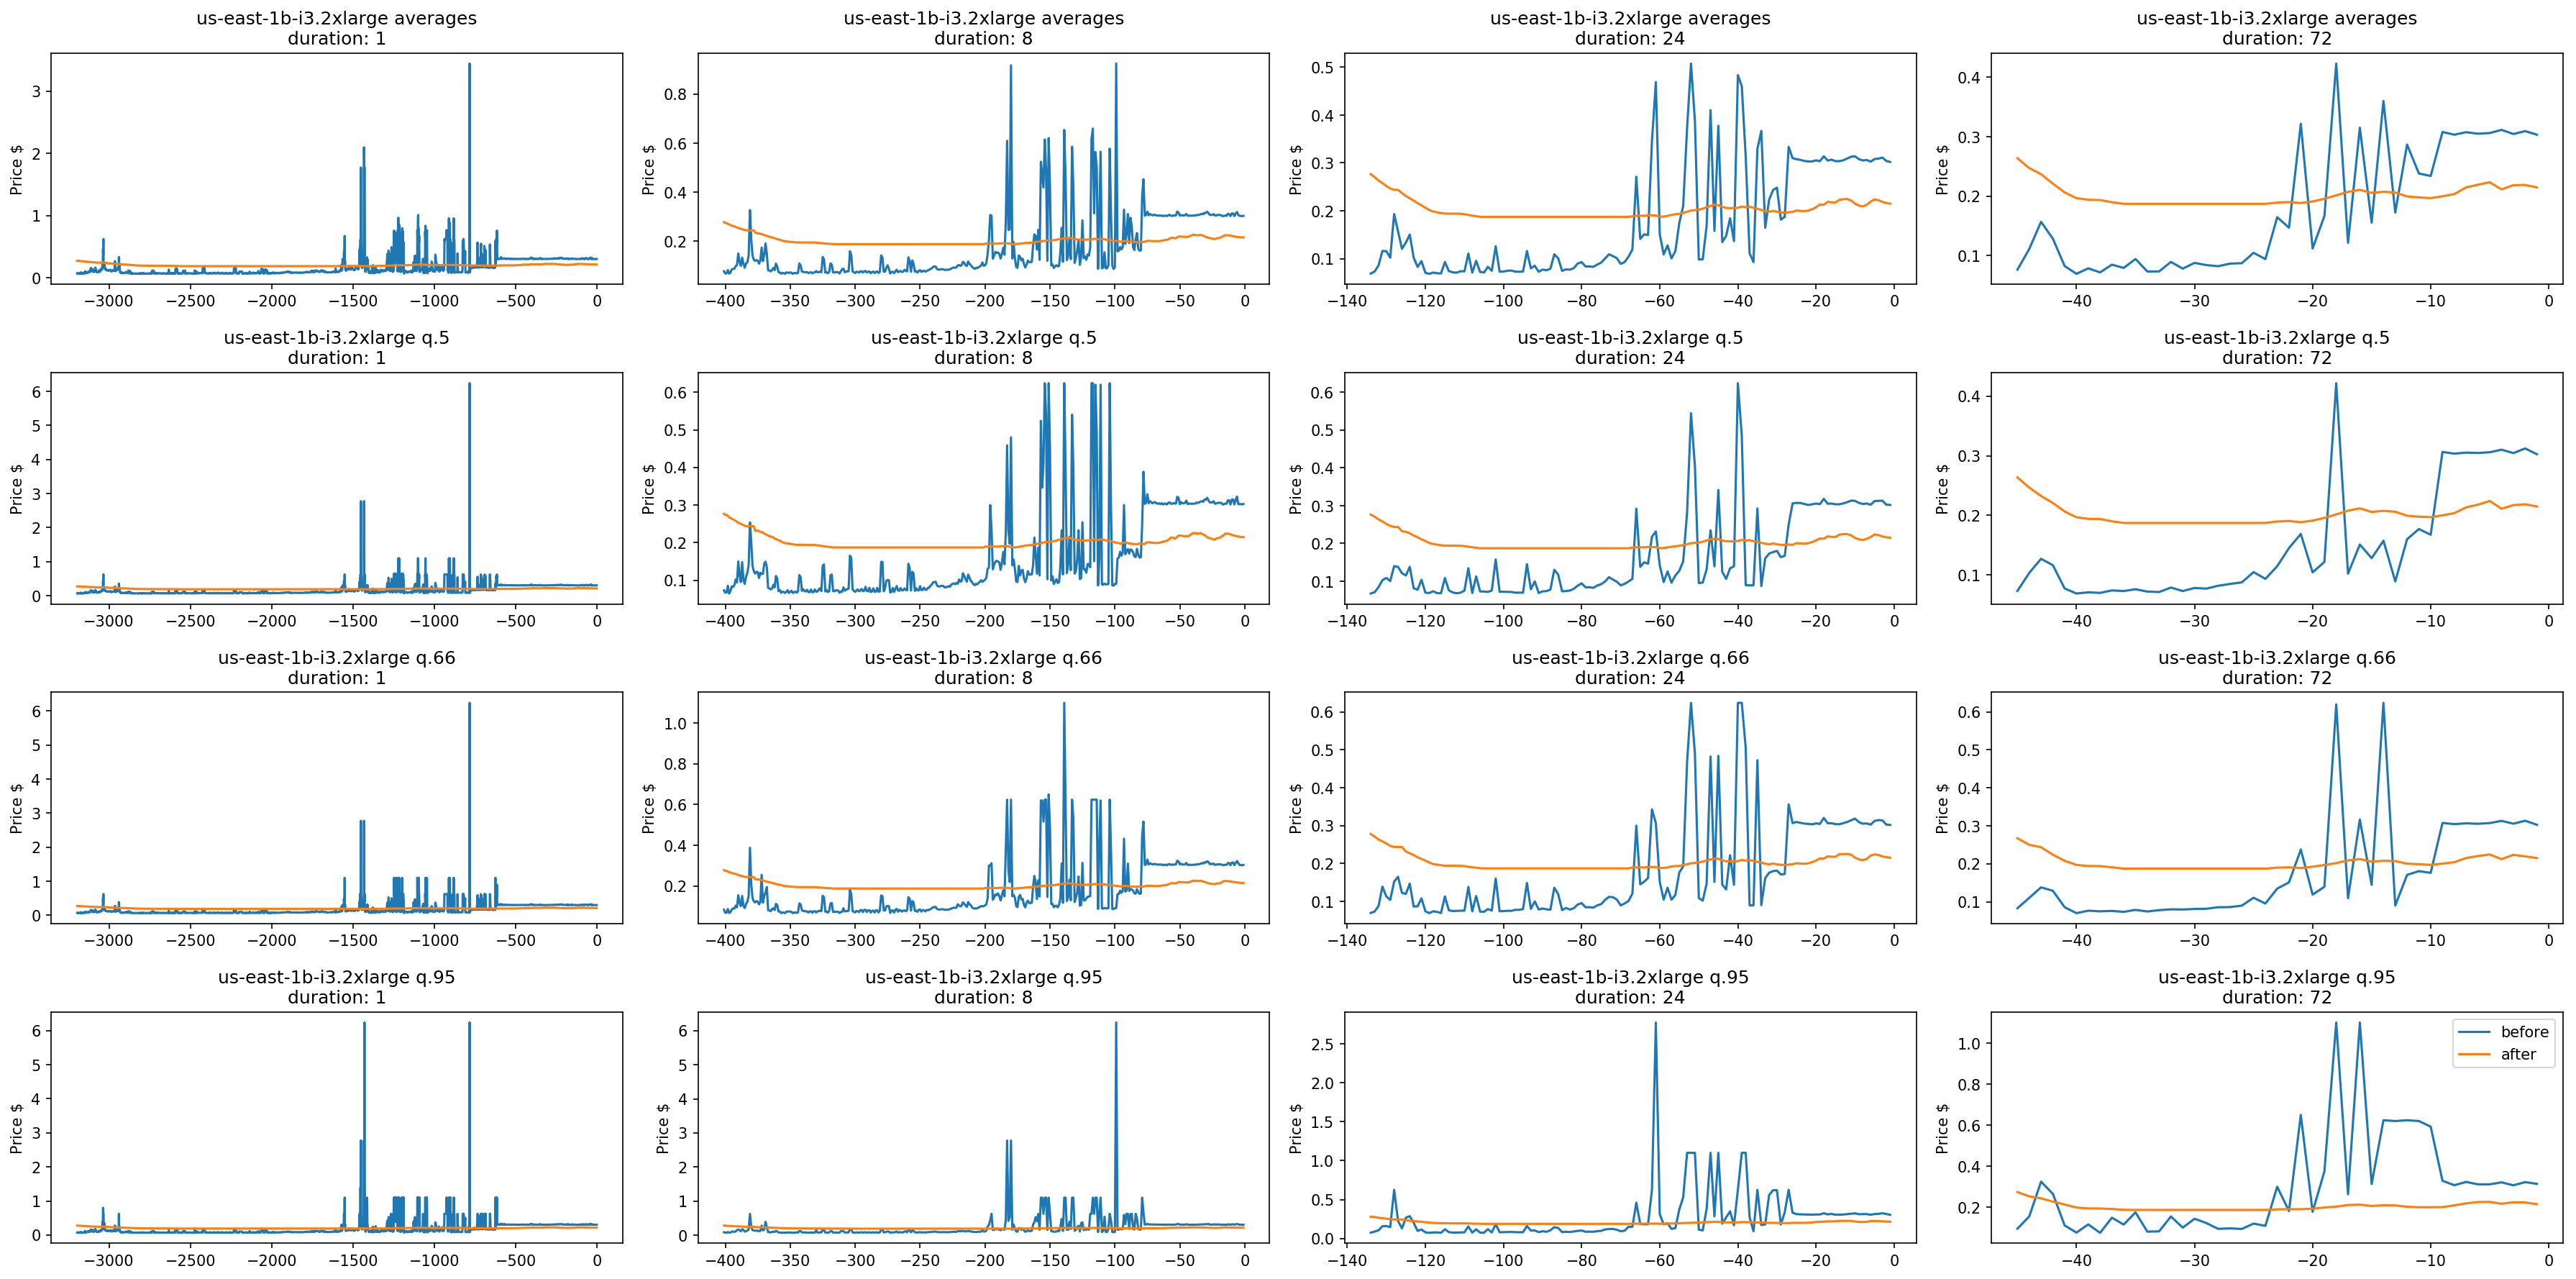 us-east-1b-i3.2xlarge averages
duration: 1
Price $
3
2
1
0
−3000 −2500 −2000 −1500 −1000 −500 0
us-east-1b-i3.2xlarge averages
duration: 8
Price $
0.8
0.6
0.4
0.2
−400 −350 −300 −250 −200 −150 −100 −50 0
us-east-1b-i3.2xlarge averages
duration: 24
Price $
0.5
0.4
0.3
0.2
0.1
−140 −120 −100 −80 −60 −40 −20 0
us-east-1b-i3.2xlarge averages
duration: 72
Price $
0.4
0.3
0.2
0.1
−40 −30 −20 −10 0
us-east-1b-i3.2xlarge q.5
duration: 1
Price $
6
5
4
3
2
1
0
−3000 −2500 −2000 −1500 −1000 −500 0
us-east-1b-i3.2xlarge q.5
duration: 8
Price $
0.6
0.5
0.4
0.3
0.2
0.1
−400 −350 −300 −250 −200 −150 −100 −50 0
us-east-1b-i3.2xlarge q.5
duration: 24
Price $
0.6
0.5
0.4
0.3
0.2
0.1
−140 −120 −100 −80 −60 −40 −20 0
us-east-1b-i3.2xlarge q.5
duration: 72
Price $
0.4
0.3
0.2
0.1
−40 −30 −20 −10 0
us-east-1b-i3.2xlarge q.66
duration: 1
Price $
6
5
4
3
2
1
0
−3000 −2500 −2000 −1500 −1000 −500 0
us-east-1b-i3.2xlarge q.66
duration: 8
Price $
1.0
0.8
0.6
0.4
0.2
−400 −350 −300 −250 −200 −150 −100 −50 0
us-east-1b-i3.2xlarge q.66
duration: 24
Price $
0.6
0.5
0.4
0.3
0.2
0.1
−140 −120 −100 −80 −60 −40 −20 0
us-east-1b-i3.2xlarge q.66
duration: 72
Price $
0.6
0.5
0.4
0.3
0.2
0.1
−40 −30 −20 −10 0
us-east-1b-i3.2xlarge q.95
duration: 1
Price $
6
5
4
3
2
1
0
−3000 −2500 −2000 −1500 −1000 −500 0
us-east-1b-i3.2xlarge q.95
duration: 8
Price $
6
5
4
3
2
1
0
−400 −350 −300 −250 −200 −150 −100 −50 0
us-east-1b-i3.2xlarge q.95
duration: 24
Price $
2.5
2.0
1.5
1.0
0.5
0.0
−140 −120 −100 −80 −60 −40 −20 0
us-east-1b-i3.2xlarge q.95
duration: 72
Price $
1.0
0.8
0.6
0.4
0.2
−40 −30 −20 −10 0
before
after